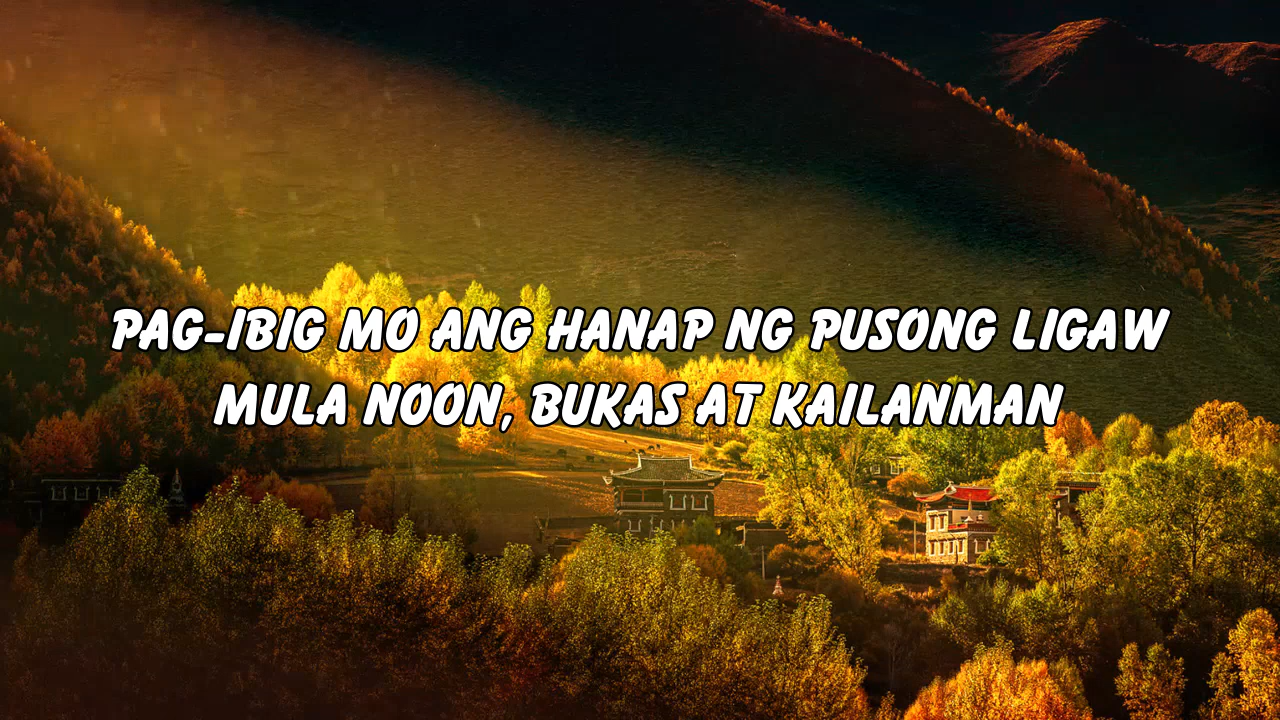 PAG-IBIG MO ANG HANAP NG PUSONG LIGAW
MULA NOON, BUKAS AT KAILANMAN